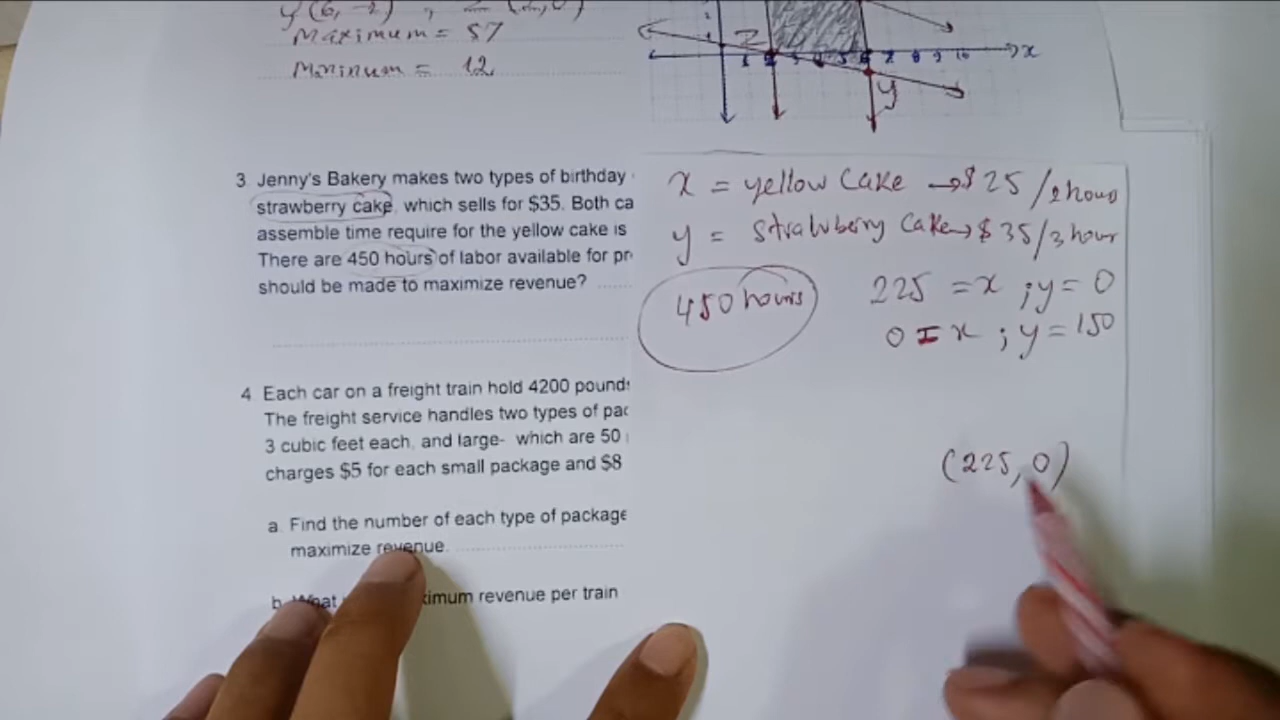 Maximum = 57
Minimum = 12
Z
y
x
3 Jenny's Bakery makes two types of birthday
strawberry cake, which sells for $35. Both ca
assemble time require for the yellow cake is
There are 450 hours of labor available for pr
should be made to maximize revenue?
x = yellow cake → $25 / 2 hours
y = Strawberry Cake → $35/3 hour
450 hours
225 = x ; y = 0
0 = x ; y = 150
(225, 0)
4 Each car on a freight train hold 4200 pounds
The freight service handles two types of pac
3 cubic feet each, and large- which are 50
charges $5 for each small package and $8
a. Find the number of each type of package
maximize revenue.
b. What ximum revenue per train